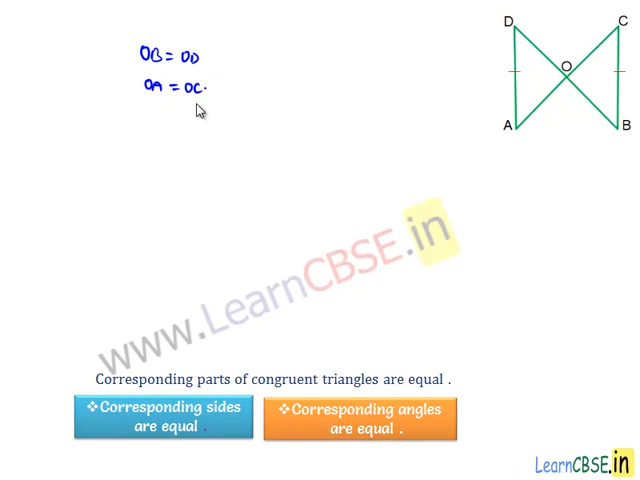 OB = OD
OA = OC.
D
C
O
A
B
www.LearnCBSE.in
Corresponding parts of congruent triangles are equal .
❖Corresponding sides
are equal .
❖Corresponding angles
are equal .
LearnCBSE.in